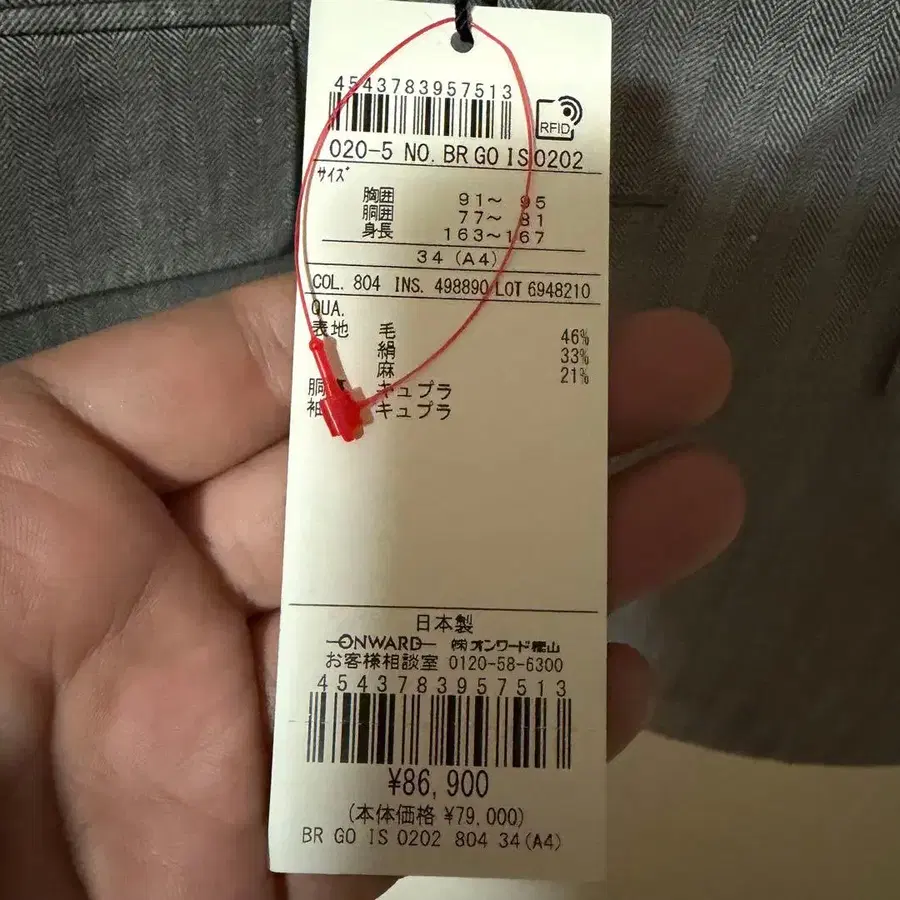 4543783957513
RFID
020-5 NO. BR GO IS 0202
サイズ
胸囲 91～ 95
胴囲 77～ 81
身長 163～167
34 (A4)
COL. 804 INS. 498890 LOT 6948210
QUA.
表地 毛 46%
絹 33%
麻 21%
胴 キュプラ
袖 キュプラ
日本製
ONWARD ㈱オンワード樫山
お客様相談室 0120-58-6300
4543783957513
¥86,900
(本体価格 ¥79,000)
BR GO IS 0202 804 34(A4)